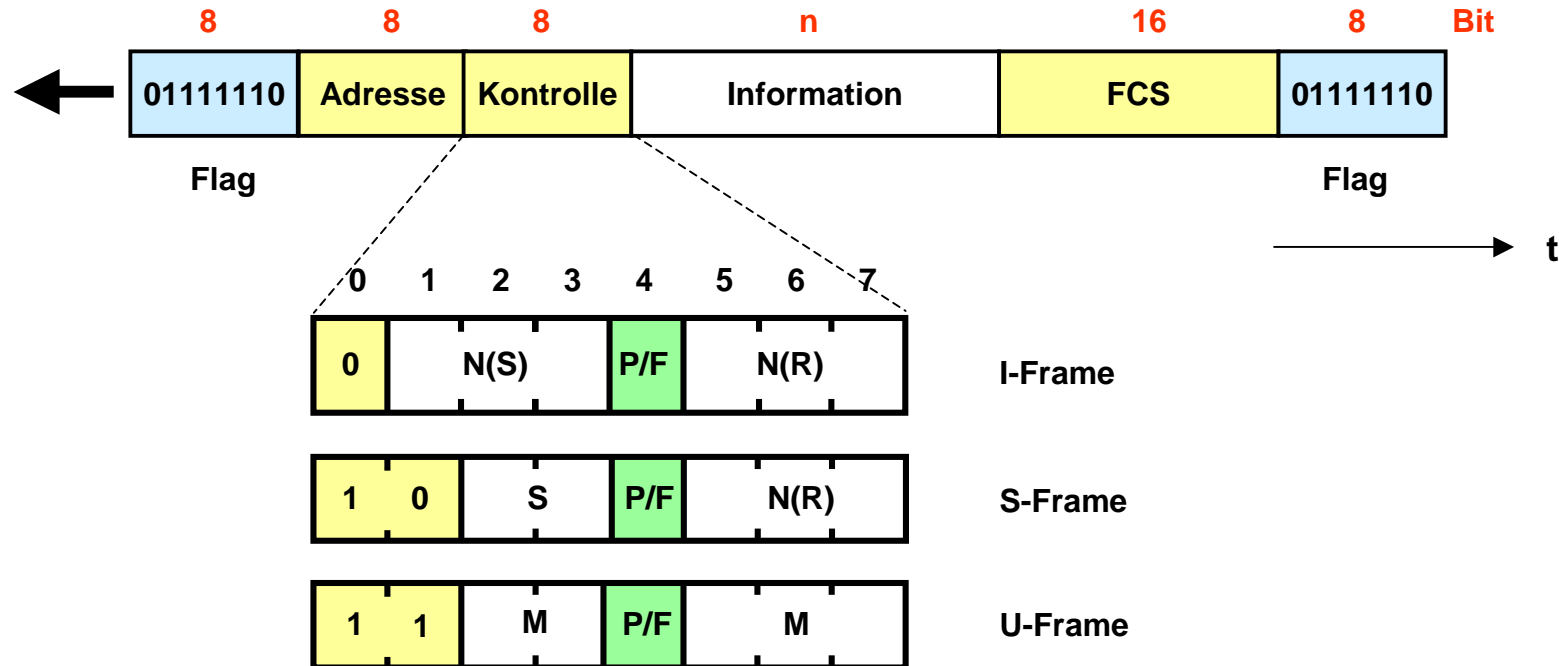 8 8 8 n 16 8 Bit
01111110 Adresse Kontrolle Information FCS 01111110
Flag Flag
t
0 1 2 3 4 5 6 7
0 N(S) P/F N(R) I-Frame
1 0 S P/F N(R) S-Frame
1 1 M P/F M U-Frame